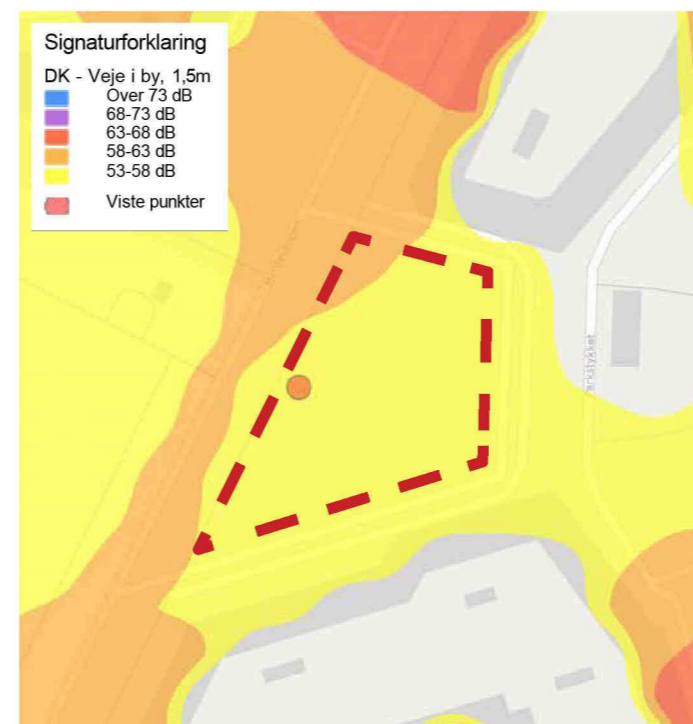 Signaturforklaring
DK - Veje i by, 1,5m
Over 73 dB
68-73 dB
63-68 dB
58-63 dB
53-58 dB
Viste punkter